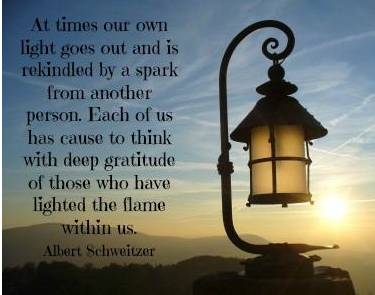 At times our own
light goes out and is
rekindled by a spark
from another
person. Each of us
has cause to think
with deep gratitude
of those who have
lighted the flame
within us.
Albert Schweitzer